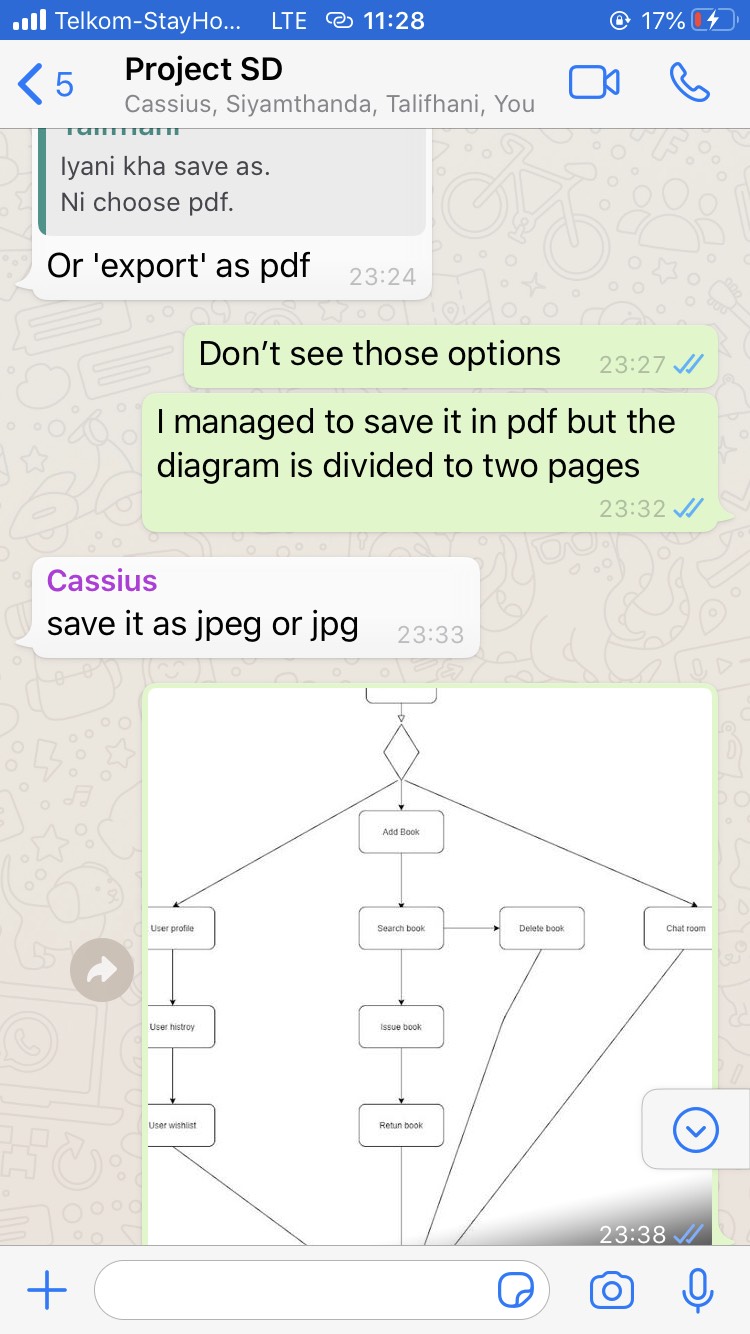 Telkom-StayHo... LTE 11:28 17%
5 Project SD
Cassius, Siyamthanda, Talifhani, You
Talifhani
Iyani kha save as.
Ni choose pdf.
Or 'export' as pdf 23:24
Don’t see those options 23:27
I managed to save it in pdf but the
diagram is divided to two pages
23:32
Cassius
save it as jpeg or jpg 23:33
Add Book
User profile Search book Delete book Chat room
User histroy Issue book
User wishlist Retun book
23:38